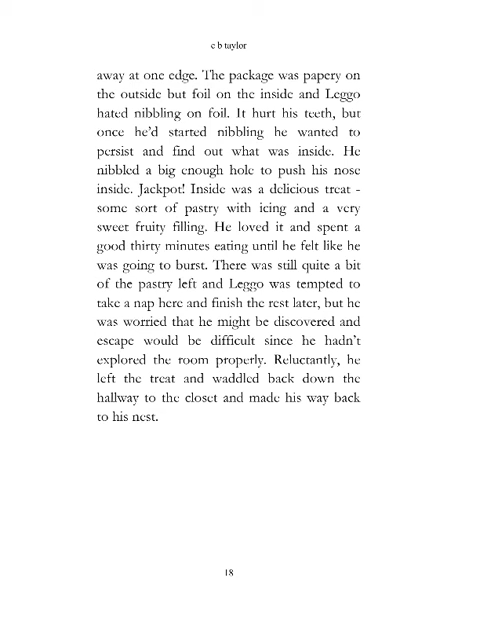 c b taylor
away at one edge. The package was papery on
the outside but foil on the inside and Leggo
hated nibbling on foil. It hurt his teeth, but
once he'd started nibbling he wanted to
persist and find out what was inside. He
nibbled a big enough hole to push his nose
inside. Jackpot! Inside was a delicious treat -
some sort of pastry with icing and a very
sweet fruity filling. He loved it and spent a
good thirty minutes eating until he felt like he
was going to burst. There was still quite a bit
of the pastry left and Leggo was tempted to
take a nap here and finish the rest later, but he
was worried that he might be discovered and
escape would be difficult since he hadn't
explored the room properly. Reluctantly, he
left the treat and waddled back down the
hallway to the closet and made his way back
to his nest.
18